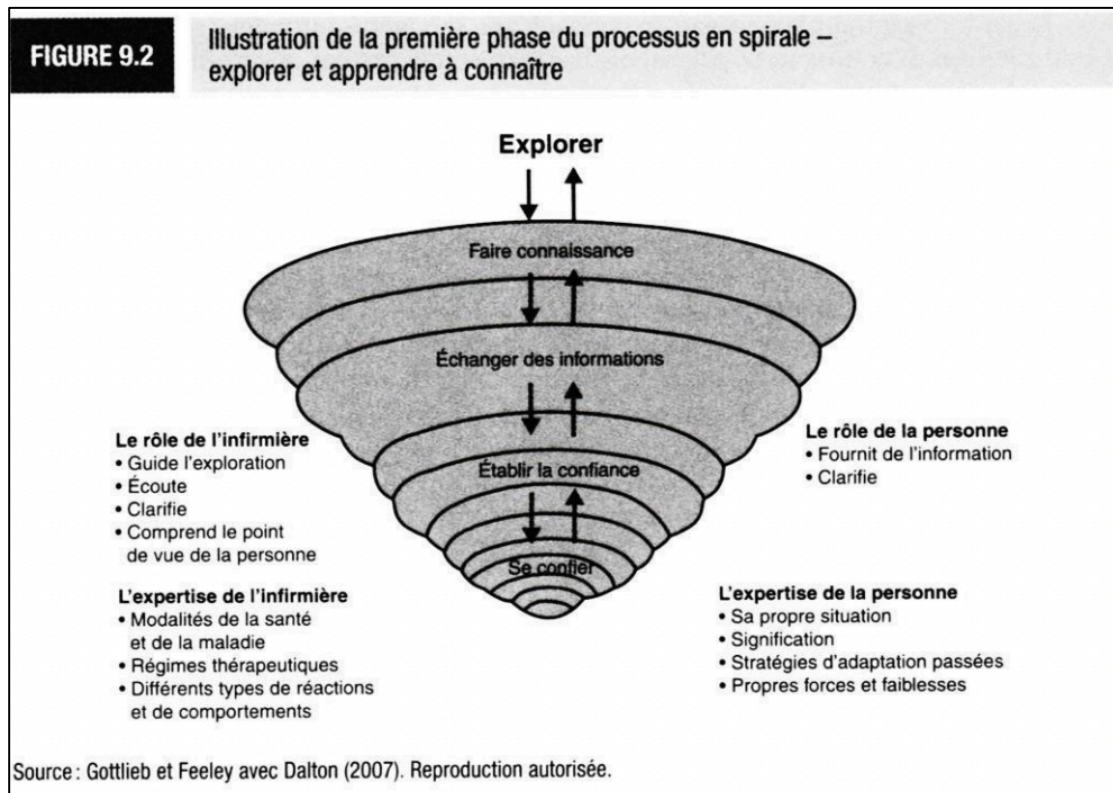 FIGURE 9.2
Illustration de la première phase du processus en spirale –
explorer et apprendre à connaître
Explorer
Faire connaissance
Échanger des informations
Établir la confiance
Se confier
Le rôle de l'infirmière
• Guide l'exploration
• Écoute
• Clarifie
• Comprend le point
de vue de la personne
L'expertise de l'infirmière
• Modalités de la santé
et de la maladie
• Régimes thérapeutiques
• Différents types de réactions
et de comportements
Le rôle de la personne
• Fournit de l'information
• Clarifie
L'expertise de la personne
• Sa propre situation
• Signification
• Stratégies d'adaptation passées
• Propres forces et faiblesses
Source : Gottlieb et Feeley avec Dalton (2007). Reproduction autorisée.